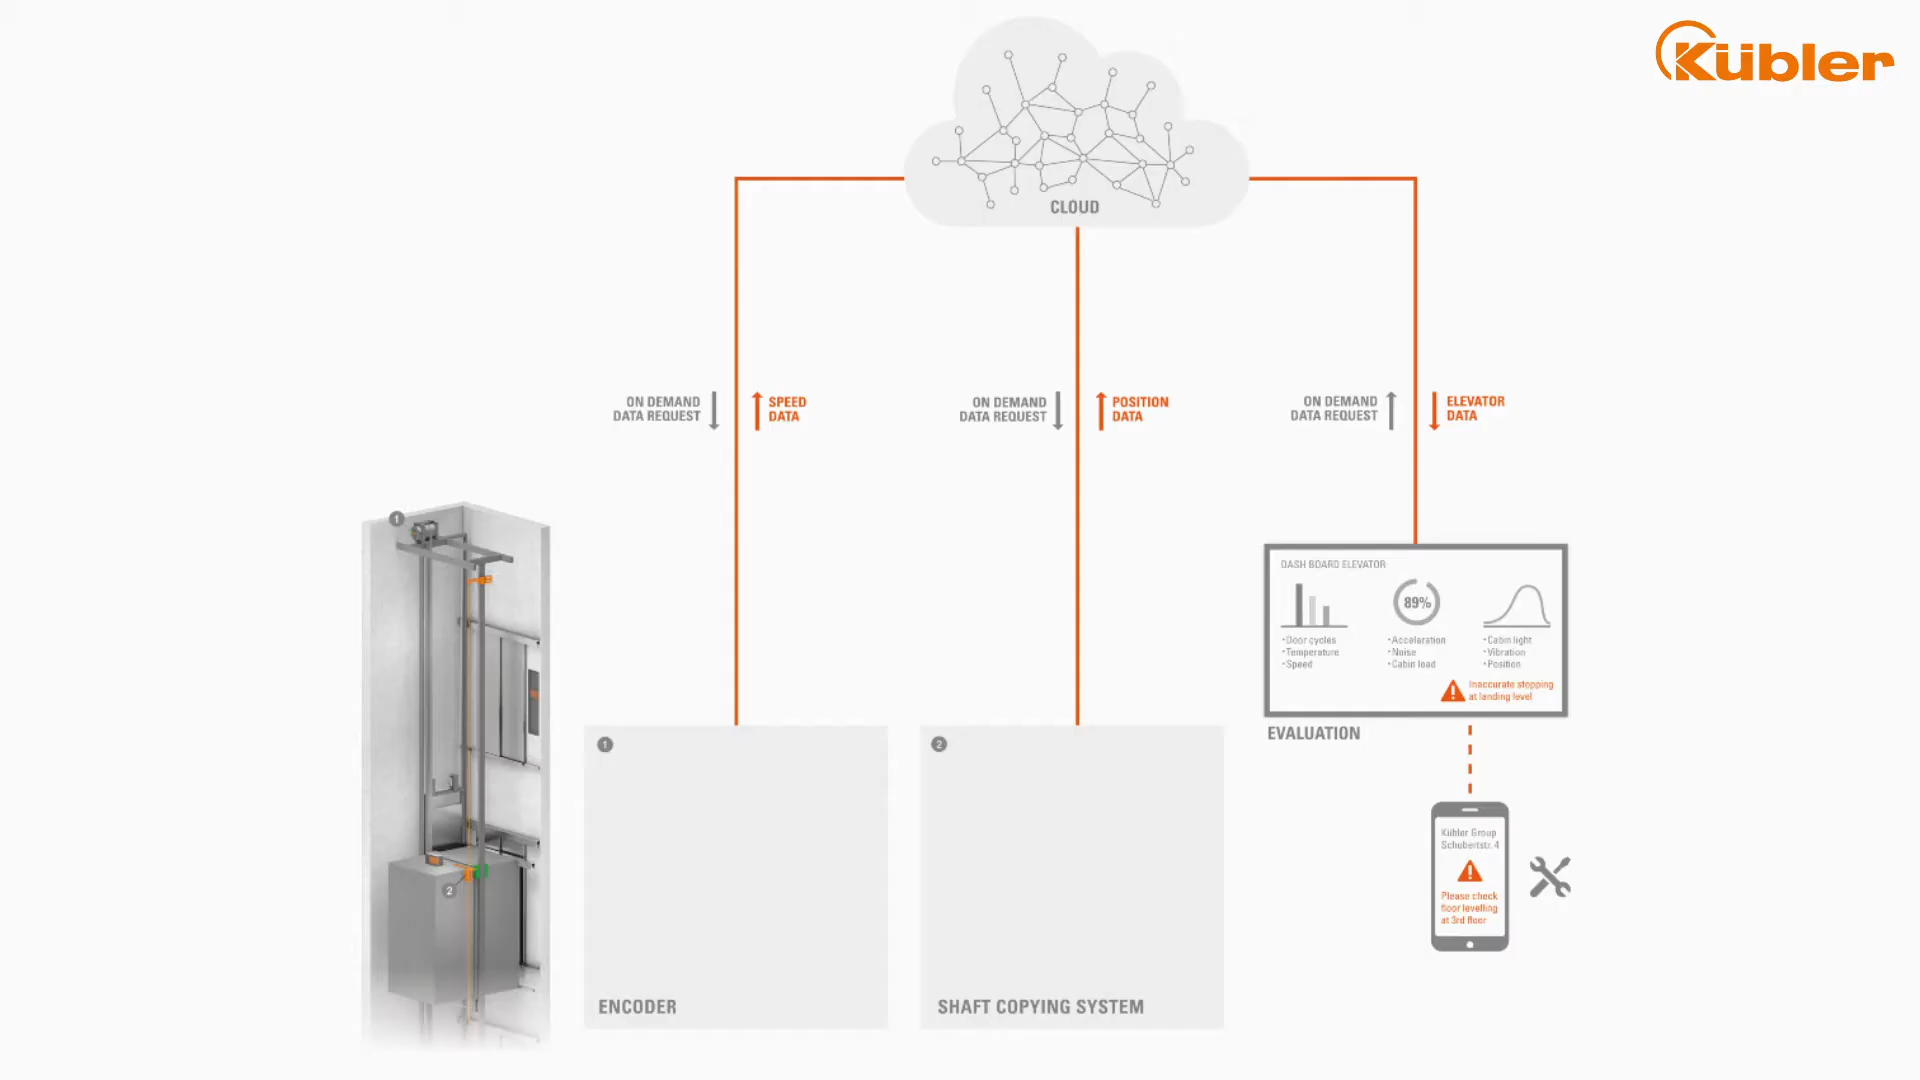 Kübler
CLOUD
ON DEMAND
DATA REQUEST
SPEED
DATA
ON DEMAND
DATA REQUEST
POSITION
DATA
ON DEMAND
DATA REQUEST
ELEVATOR
DATA
1
2
DASH BOARD ELEVATOR
89%
•Door cycles
•Temperature
•Speed
•Acceleration
•Noise
•Cabin load
•Cabin light
•Vibration
•Position
Inaccurate stopping
at landing level
EVALUATION
1
ENCODER
2
SHAFT COPYING SYSTEM
Kübler Group
Schubertstr. 4
Please check
floor levelling
at 3rd floor